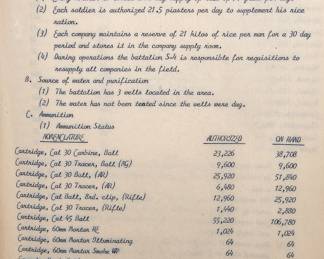 (2) Each soldier is authorized 21.5 piasters per day to supplement his rice
ration.
(3) Each company maintains a reserve of 21 kilos of rice per man for a 30 day
period and stores it in the company supply room.
(4) During operations the battalion S-4 is responsible for requisitions to
resupply all companies in the field.
B. Source of water and purification
(1) The battalion has 3 wells located in the area.
(2) The water has not been tested since the wells were dug.
C. Ammunition
(1) Ammunition Status
NOMENCLATURE AUTHORIZED ON HAND
Cartridge, Cal 30 Carbine, Ball 23,226 38,708
Cartridge, Cal 30 Tracer, Ball (MG) 9,600 9,600
Cartridge, Cal 30 Ball, (AR) 25,920 51,840
Cartridge, Cal 30 Tracer, (AR) 6,480 12,960
Cartridge, Cal Ball, 8rd. clip, (Rifle) 12,960 25,920
Cartridge, Cal 30 Tracer, (Rifle) 1,440 2,880
Cartridge, Cal 45 Ball 55,220 106,780
Cartridge, 60mm Mortar HE 1,024 1,024
Cartridge, 60mm Mortar Illuminating 64 64
Cartridge, 60mm Mortar Smoke WP 64 64
64 64